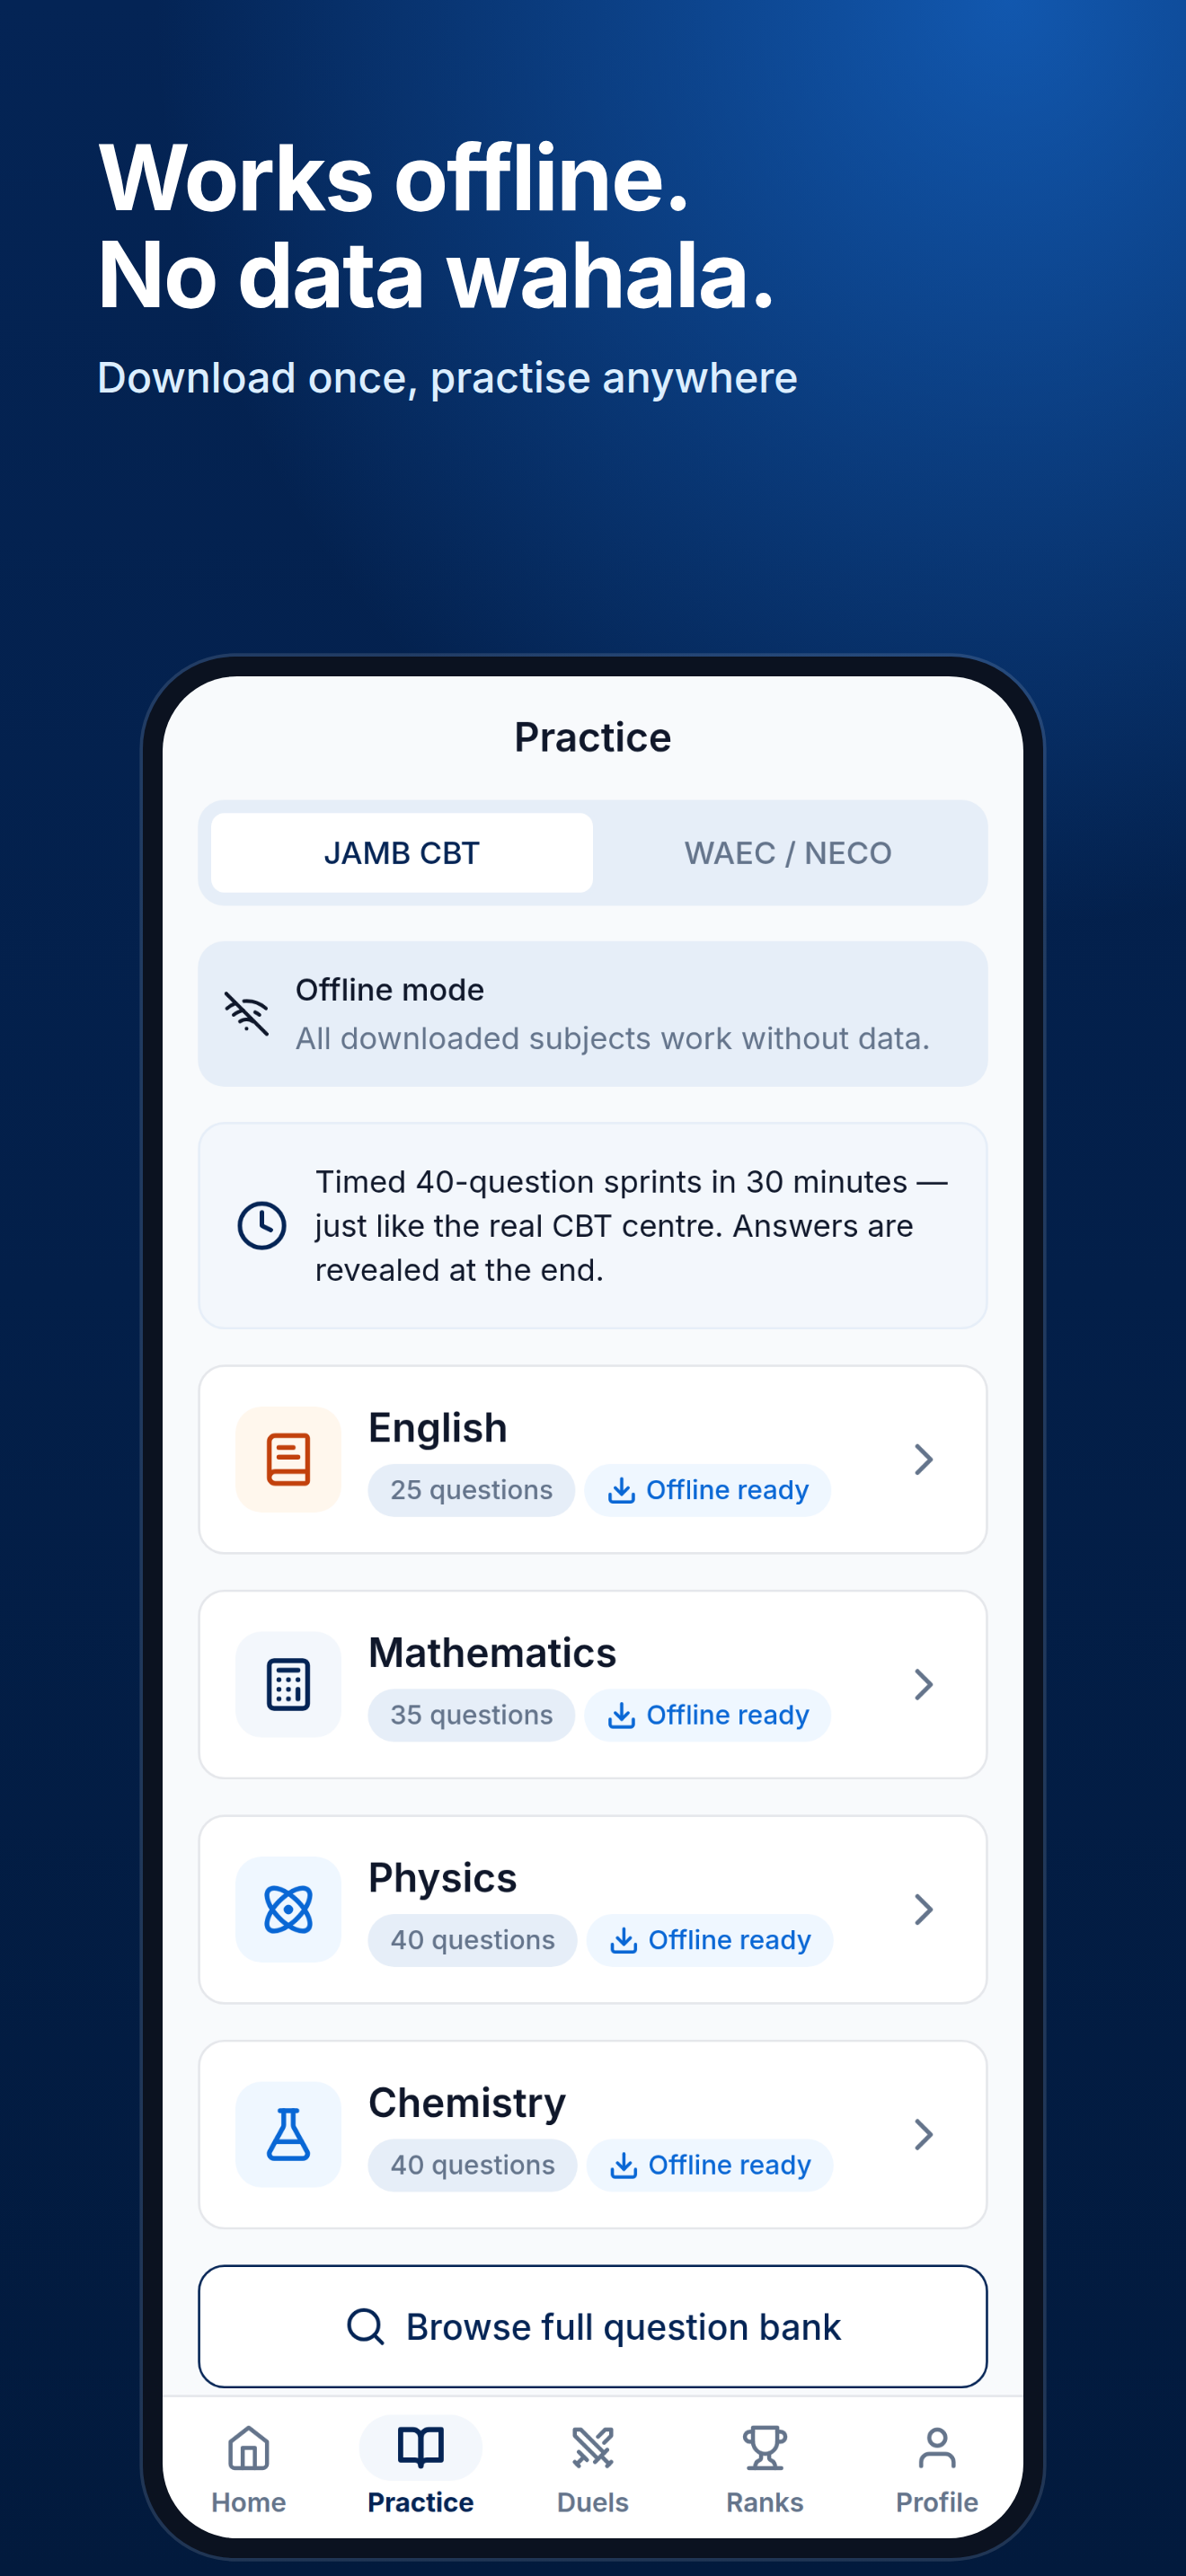 Works offline.
No data wahala.
Download once, practise anywhere
Practice
JAMB CBT
WAEC / NECO
Offline mode
All downloaded subjects work without data.
Timed 40-question sprints in 30 minutes —
just like the real CBT centre. Answers are
revealed at the end.
English
25 questions
Offline ready
Mathematics
35 questions
Offline ready
Physics
40 questions
Offline ready
Chemistry
40 questions
Offline ready
Browse full question bank
Home
Practice
Duels
Ranks
Profile